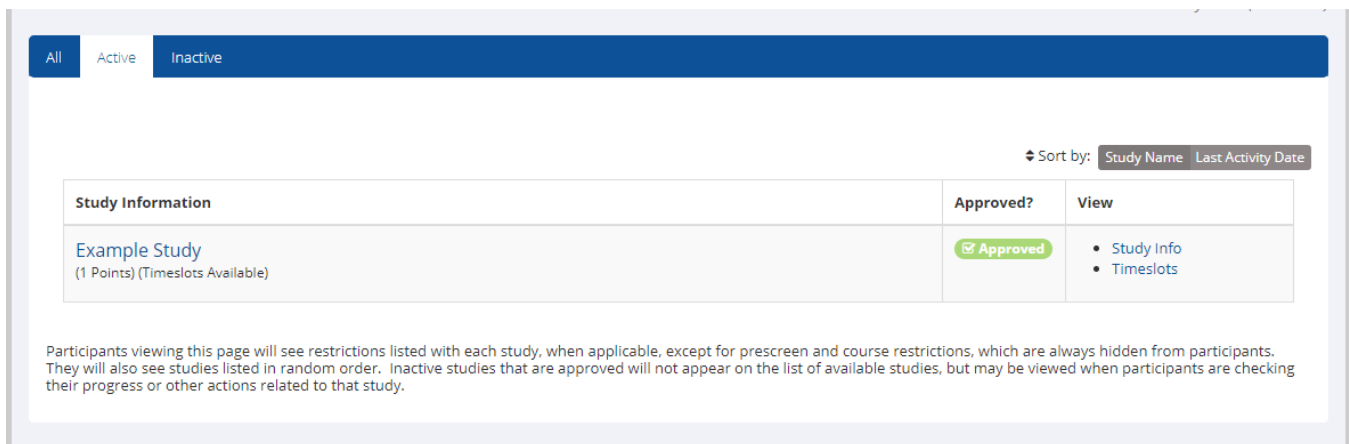 All Active Inactive
Sort by: Study Name Last Activity Date
Study Information Approved? View
Example Study Approved • Study Info
(1 Points) (Timeslots Available) • Timeslots
Participants viewing this page will see restrictions listed with each study, when applicable, except for prescreen and course restrictions, which are always hidden from participants.
They will also see studies listed in random order. Inactive studies that are approved will not appear on the list of available studies, but may be viewed when participants are checking
their progress or other actions related to that study.